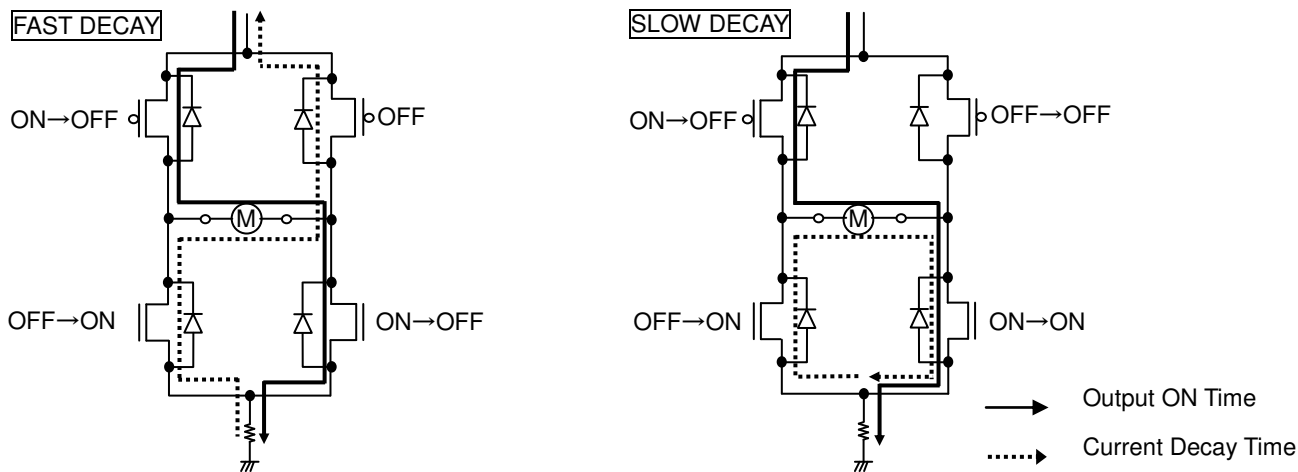 FAST DECAY
ON→OFF
OFF
M
OFF→ON
ON→OFF
SLOW DECAY
ON→OFF
OFF→OFF
M
OFF→ON
ON→ON
Output ON Time
Current Decay Time